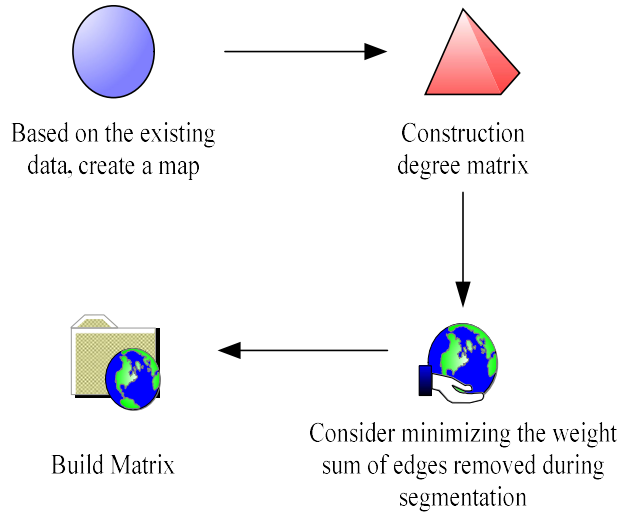 Based on the existing
data, create a map
Construction
degree matrix
Consider minimizing the weight
sum of edges removed during
segmentation
Build Matrix